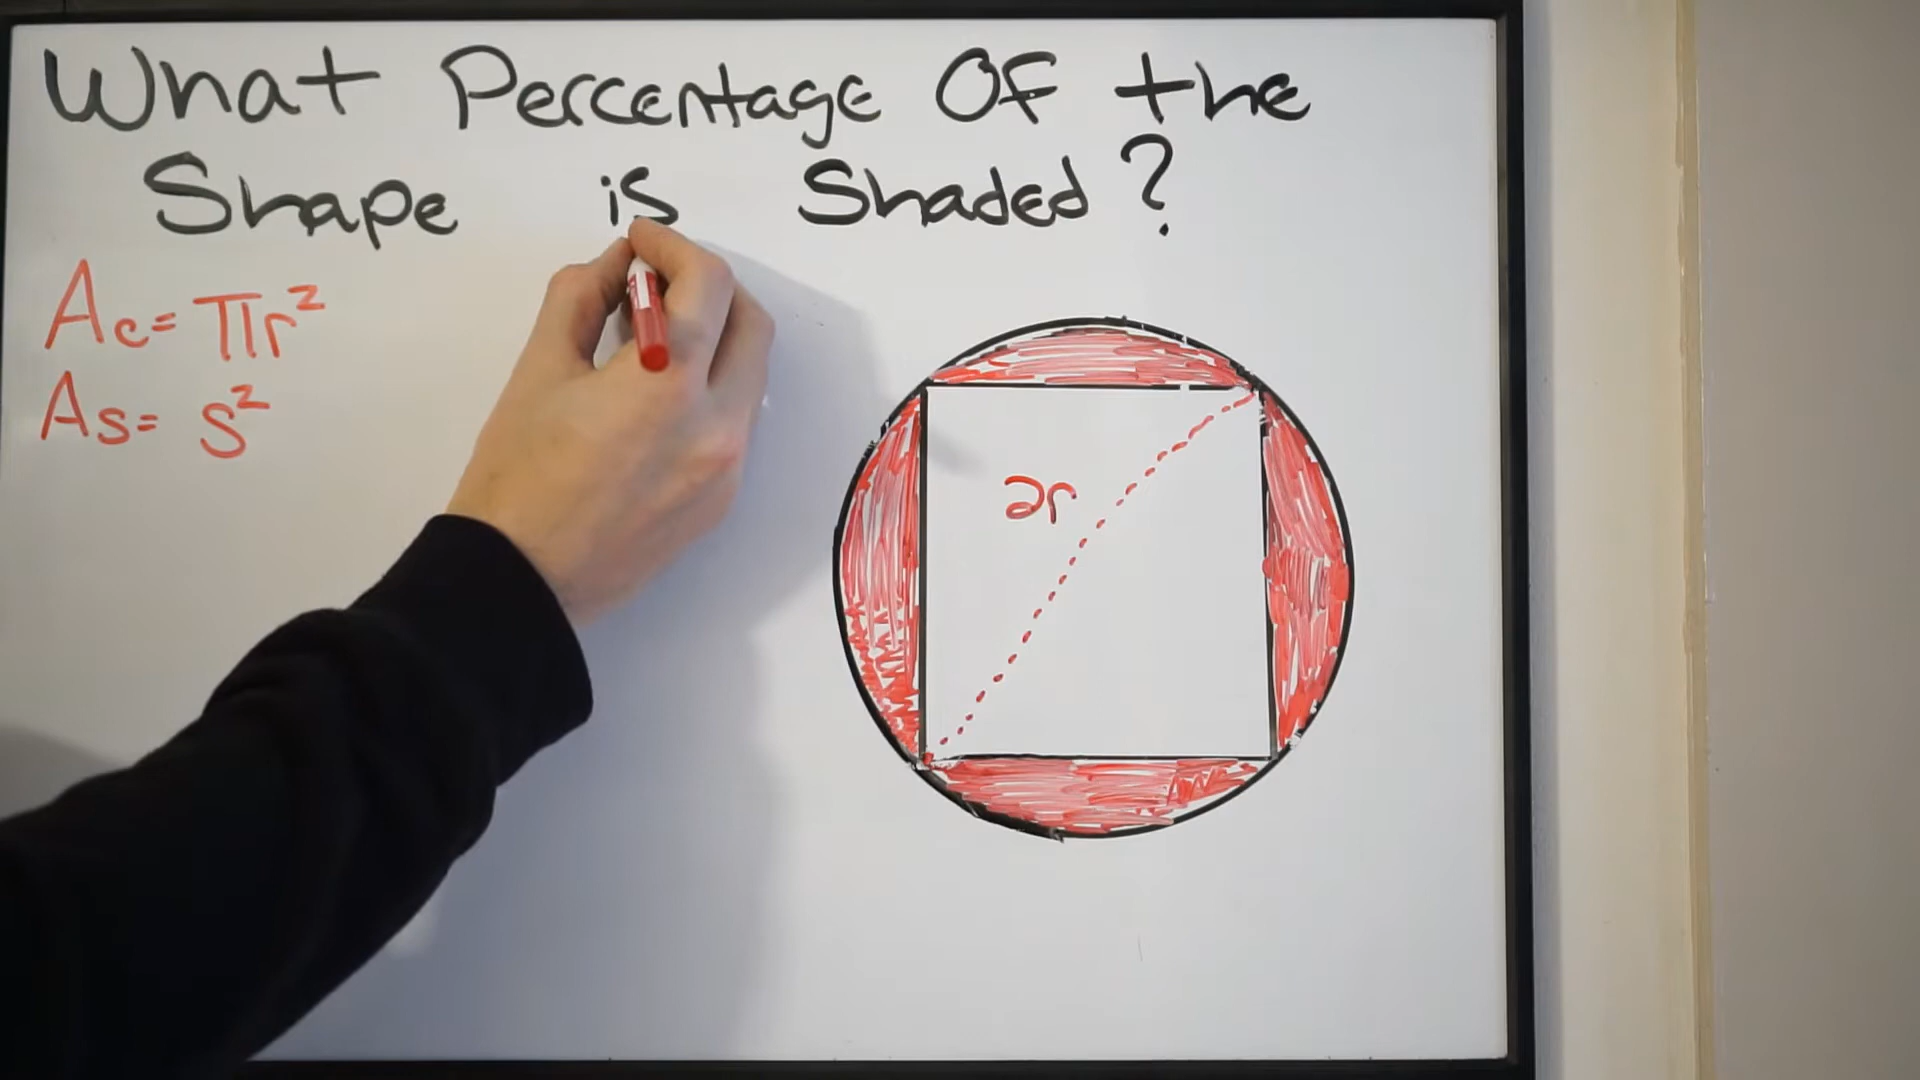 What Percentage Of the
Shape is Shaded?
Ac= πr²
As= s²
2r